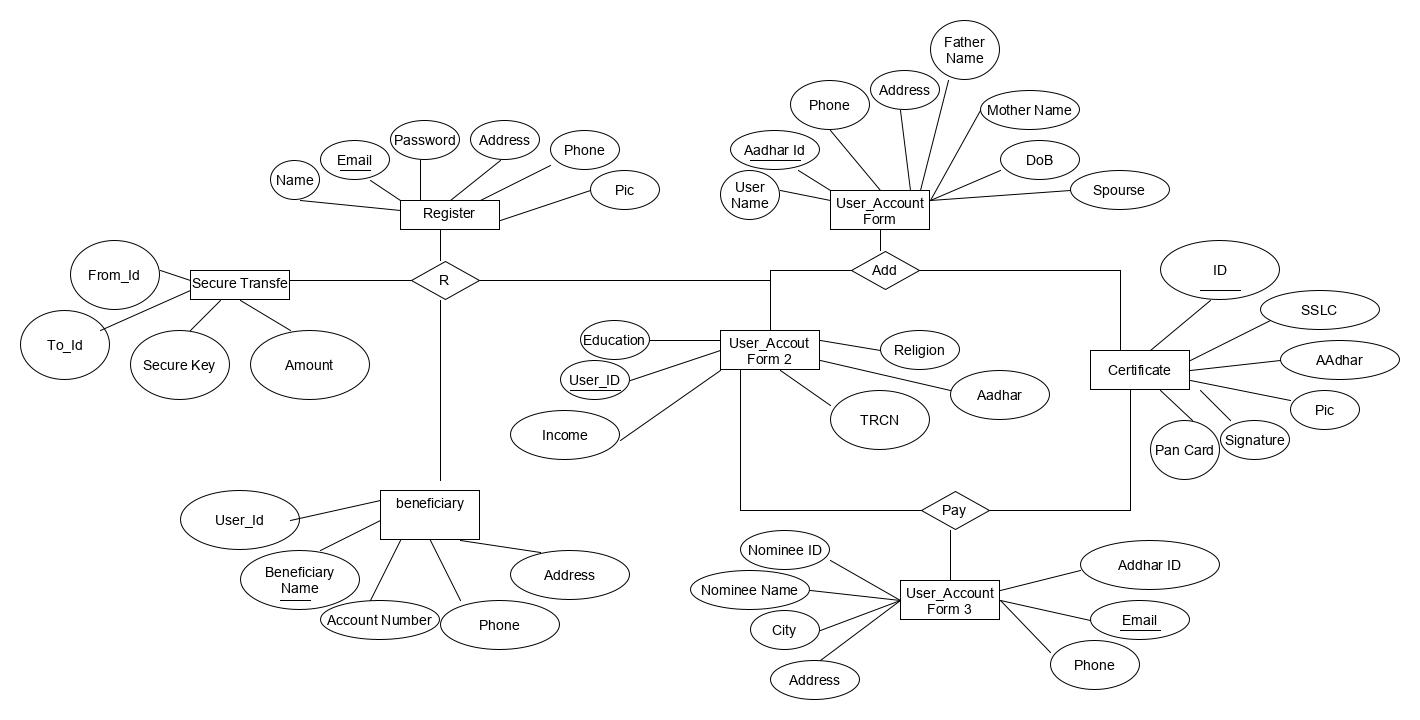 Father
Name
Address
Phone
Mother Name
Password
Address
Email
Phone
Aadhar Id
DoB
Name
Pic
User
Name
Spourse
Register
User_Account
Form
From_Id
Secure Transfe
R
Add
ID
SSLC
To_Id
Secure Key
Amount
Education
User_Accout
Form 2
Religion
AAdhar
User_ID
Certificate
Aadhar
Pic
Income
TRCN
Pan Card
Signature
beneficiary
User_Id
Pay
Nominee ID
Beneficiary
Name
Address
Addhar ID
Nominee Name
User_Account
Form 3
Account Number
Phone
City
Email
Address
Phone